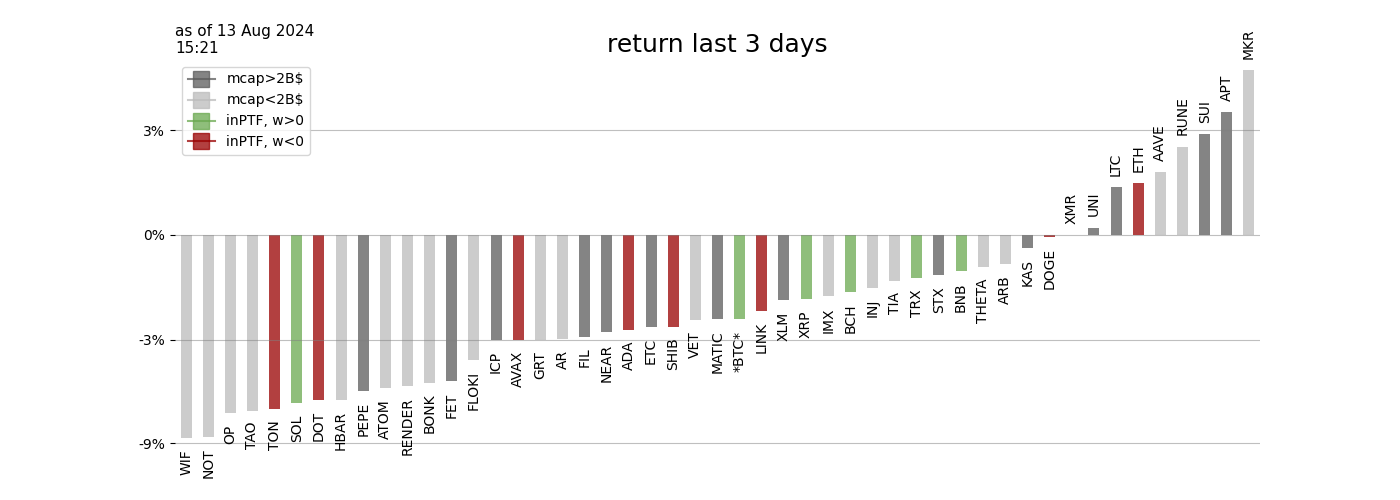 as of 13 Aug 2024
15:21
return last 3 days
mcap>2B$
mcap<2B$
inPTF, w>0
inPTF, w<0
3%
0%
-3%
-9%
WIF
NOT
OP
TAO
TON
SOL
DOT
HBAR
PEPE
ATOM
RENDER
BONK
FET
FLOKI
ICP
AVAX
GRT
AR
FIL
NEAR
ADA
ETC
SHIB
VET
MATIC
*BTC*
LINK
XLM
XRP
IMX
BCH
INJ
TIA
TRX
STX
BNB
THETA
ARB
KAS
DOGE
XMR
UNI
LTC
ETH
AAVE
RUNE
SUI
APT
MKR